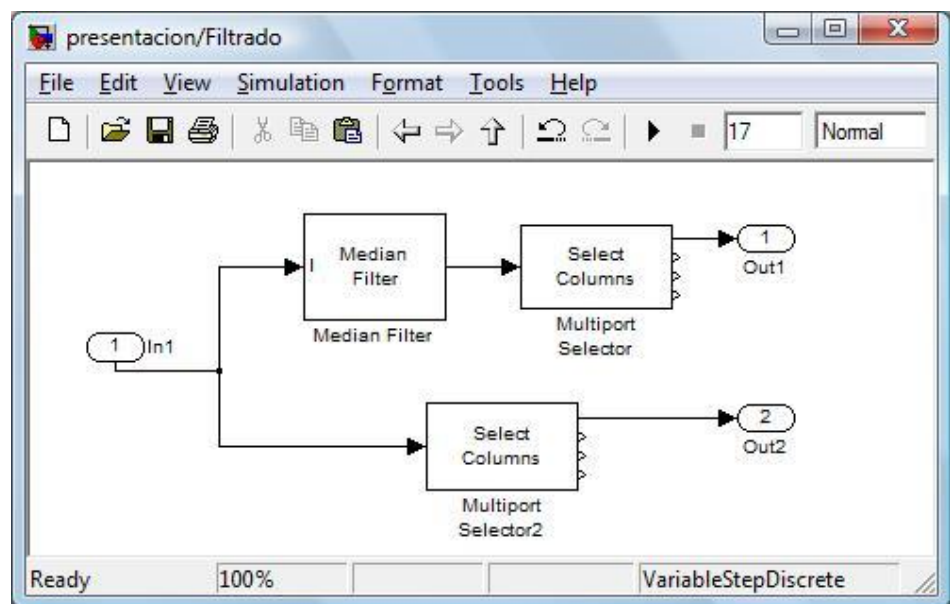 presentacion/Filtrado
File Edit View Simulation Format Tools Help
17 Normal
Median
Filter
I
Median Filter
Select
Columns
Multiport
Selector
1
Out1
1
In1
Select
Columns
Multiport
Selector2
2
Out2
Ready 100% VariableStepDiscrete